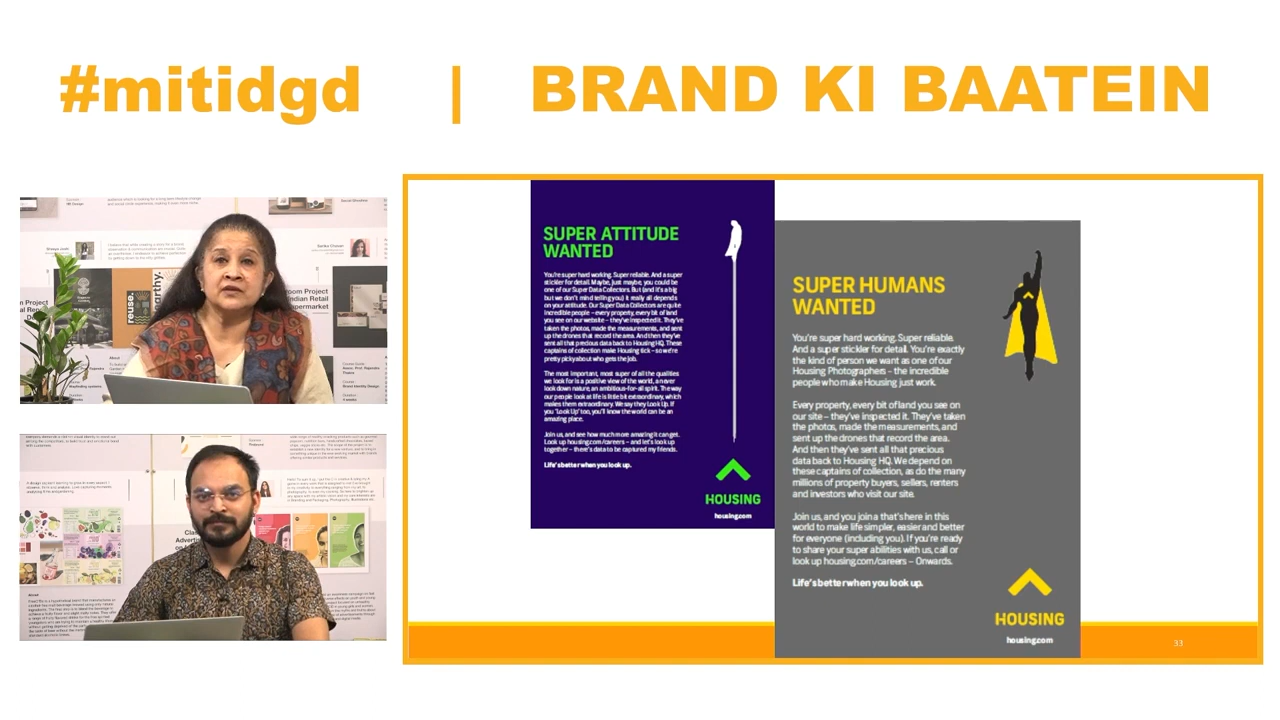 #mitidgd | BRAND KI BAATEIN
reuse.
SUPER ATTITUDE
WANTED
You're super hard working. Super reliable. And a super
stickler for detail. Maybe, just maybe, you could be
one of our Super Data Collectors. But (and it's a big
but we don't mind telling you) it really all depends
on your attitude. Our Super Data Collectors are quite
incredible people – every property, every bit of land
you see on our website – they've inspected it. They've
taken the photos, made the measurements, and sent
up the drones that record the area. And then they've
sent all that precious data back to Housing HQ. These
captains of collection make Housing tick – so we're
pretty picky about who gets the job.
The most important, most super of all the qualities
we look for is a positive view of the world, a never
look down nature, an ambitious-for-all spirit. The way
our people look at life is little bit extraordinary, which
makes them extraordinary. We say they Look Up. If
you "Look Up" too, you'll know the world can be an
amazing place.
Join us, and see how much more amazing it can get.
Look up housing.com/careers – and let's look up
together – there's data to be captured my friends.
Life's better when you look up.
HOUSING
housing.com
SUPER HUMANS
WANTED
You're super hard working. Super reliable.
And a super stickler for detail. You're exactly
the kind of person we want as one of our
Housing Photographers – the incredible
people who make Housing just work.
Every property, every bit of land you see on
our site – they've inspected it. They've taken
the photos, made the measurements, and
sent up the drones that record the area.
And then they've sent all that precious
data back to Housing HQ. We depend on
these captains of collection, as do the many
millions of property buyers, sellers, renters
and investors who visit our site.
Join us, and you join a that's here in this
world to make life simpler, easier and better
for everyone (including you). If you're ready
to share your super abilities with us, call or
look up housing.com/careers – Onwards.
Life's better when you look up.
HOUSING
housing.com
33